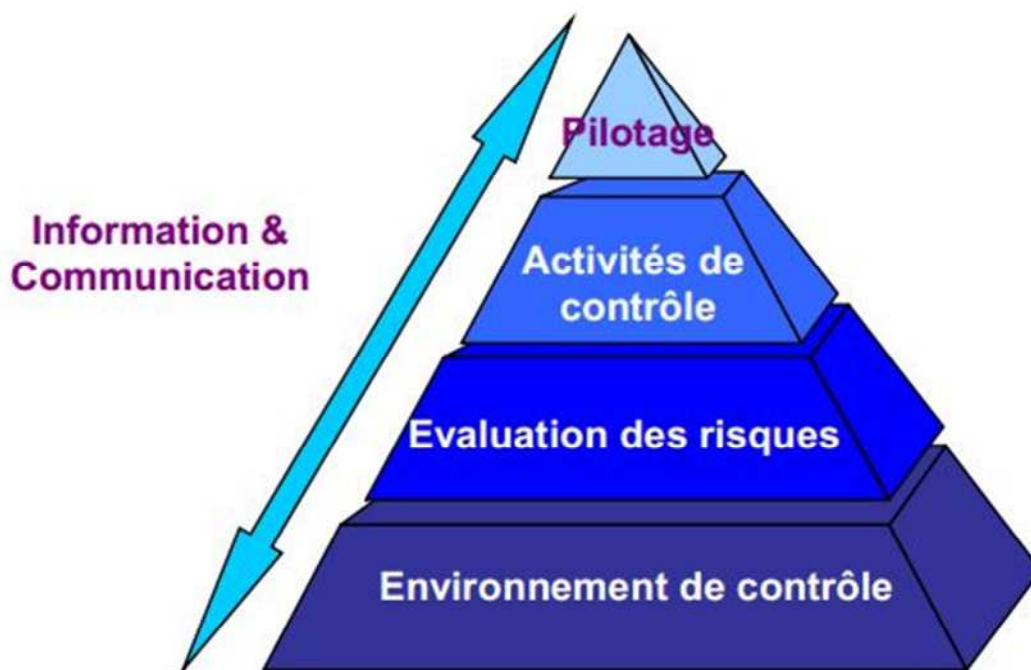 Pilotage
Information &
Communication
Activités de
contrôle
Evaluation des risques
Environnement de contrôle